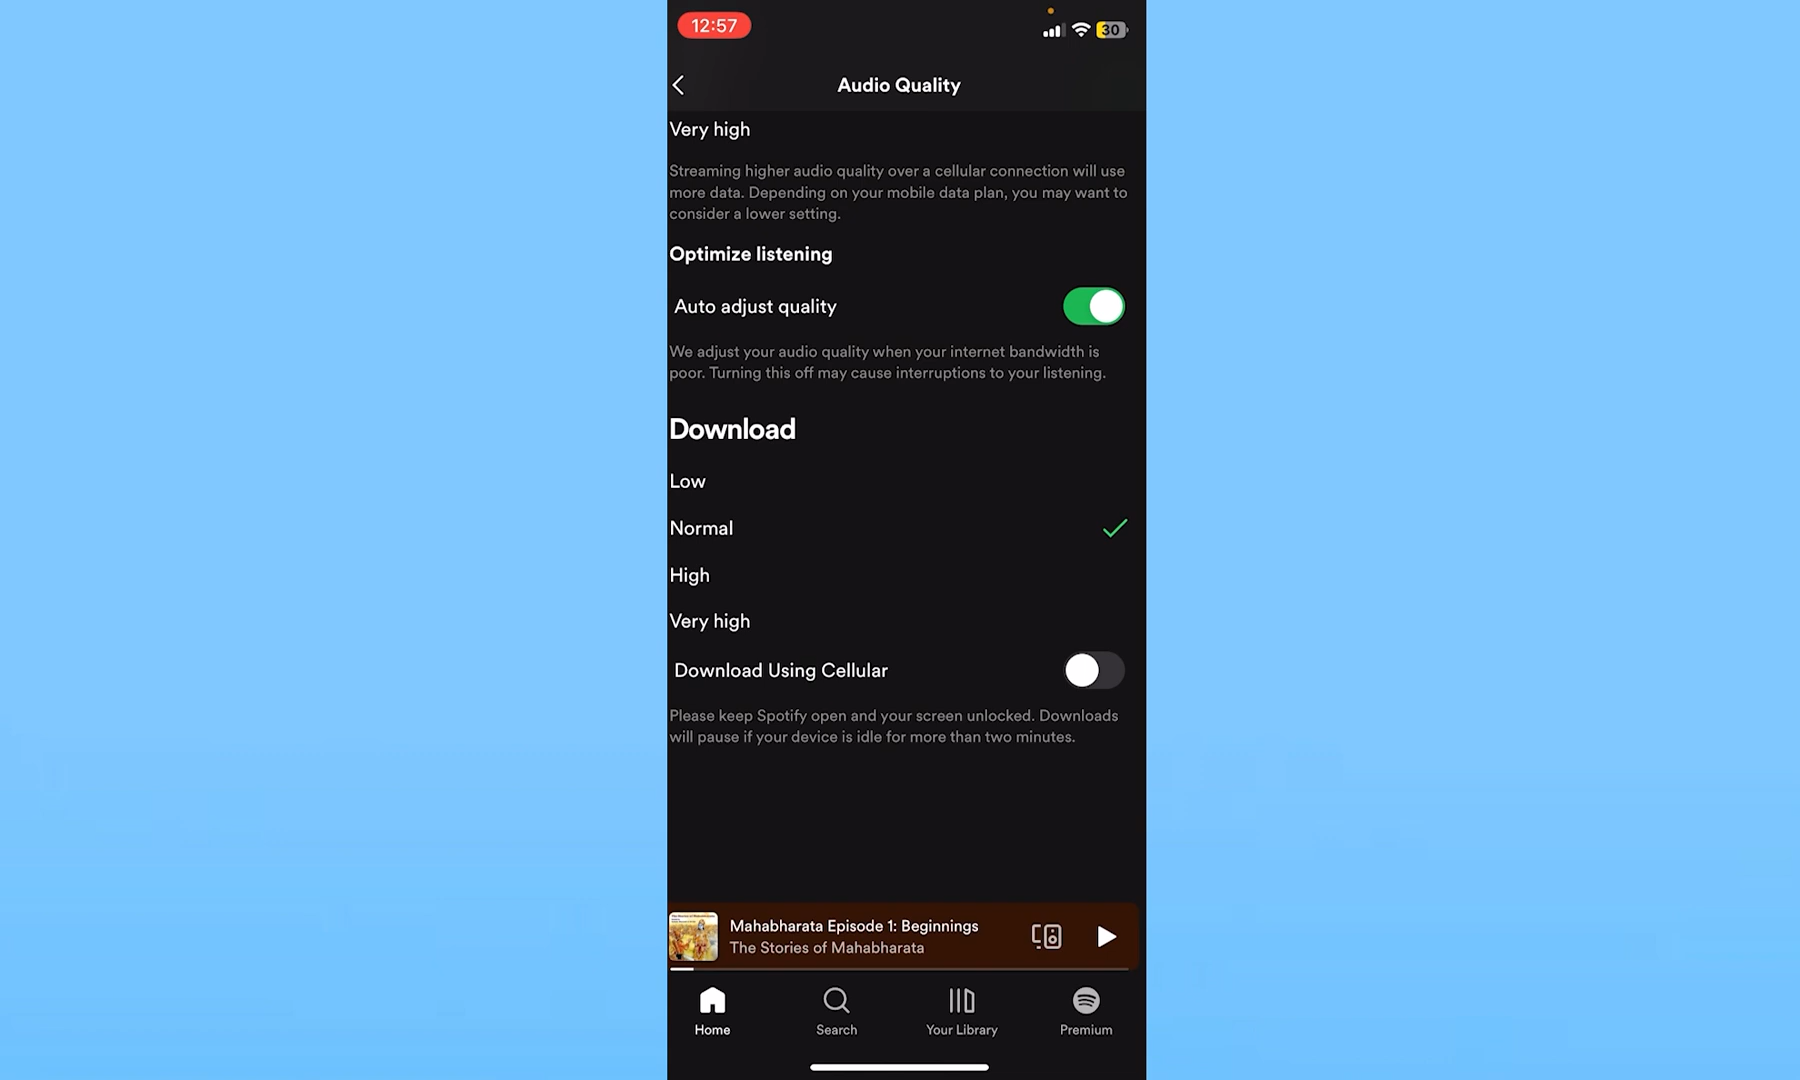 12:57
30
Audio Quality
Very high
Streaming higher audio quality over a cellular connection will use
more data. Depending on your mobile data plan, you may want to
consider a lower setting.
Optimize listening
Auto adjust quality
We adjust your audio quality when your internet bandwidth is
poor. Turning this off may cause interruptions to your listening.
Download
Low
Normal
High
Very high
Download Using Cellular
Please keep Spotify open and your screen unlocked. Downloads
will pause if your device is idle for more than two minutes.
Mahabharata Episode 1: Beginnings
The Stories of Mahabharata
Home
Search
Your Library
Premium